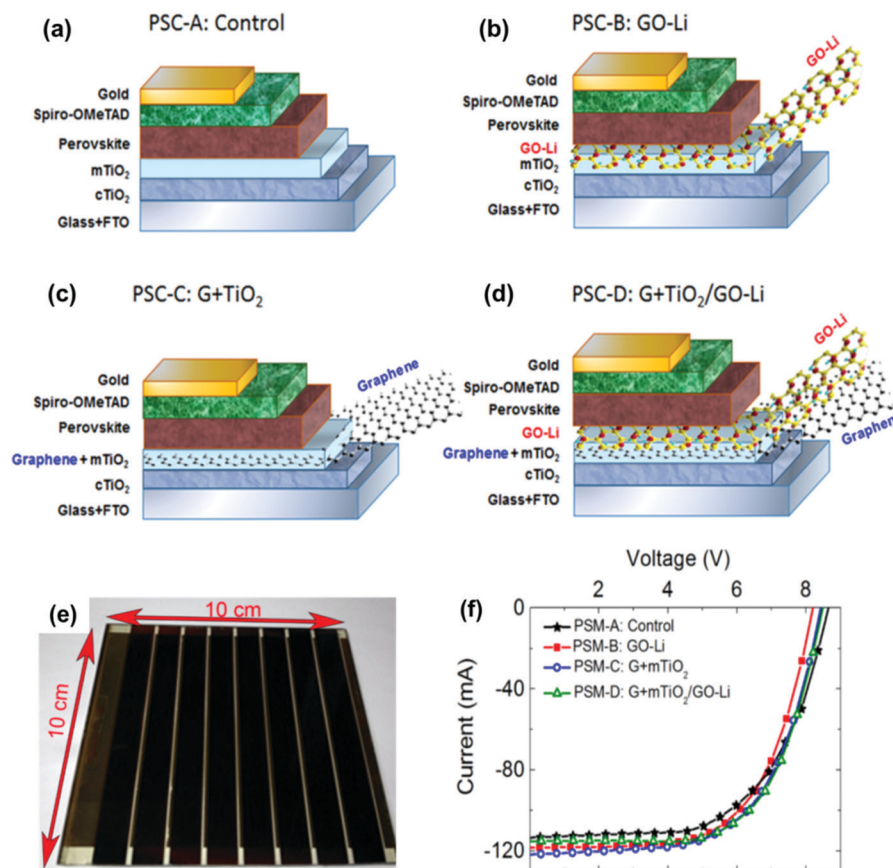 (a) PSC-A: Control
Gold
Spiro-OMeTAD
Perovskite
mTiO₂
cTiO₂
Glass+FTO
(b) PSC-B: GO-Li
GO-Li
Gold
Spiro-OMeTAD
Perovskite
GO-Li
mTiO₂
cTiO₂
Glass+FTO
(c) PSC-C: G+TiO₂
Graphene
Gold
Spiro-OMeTAD
Perovskite
Graphene + mTiO₂
cTiO₂
Glass+FTO
(d) PSC-D: G+TiO₂/GO-Li
GO-Li
Graphene
Gold
Spiro-OMeTAD
Perovskite
GO-Li
Graphene + mTiO₂
cTiO₂
Glass+FTO
(e)
10 cm
10 cm
(f)
Voltage (V)
2 4 6 8
Current (mA)
0
-40
-80
-120
PSM-A: Control
PSM-B: GO-Li
PSM-C: G+mTiO₂
PSM-D: G+mTiO₂/GO-Li